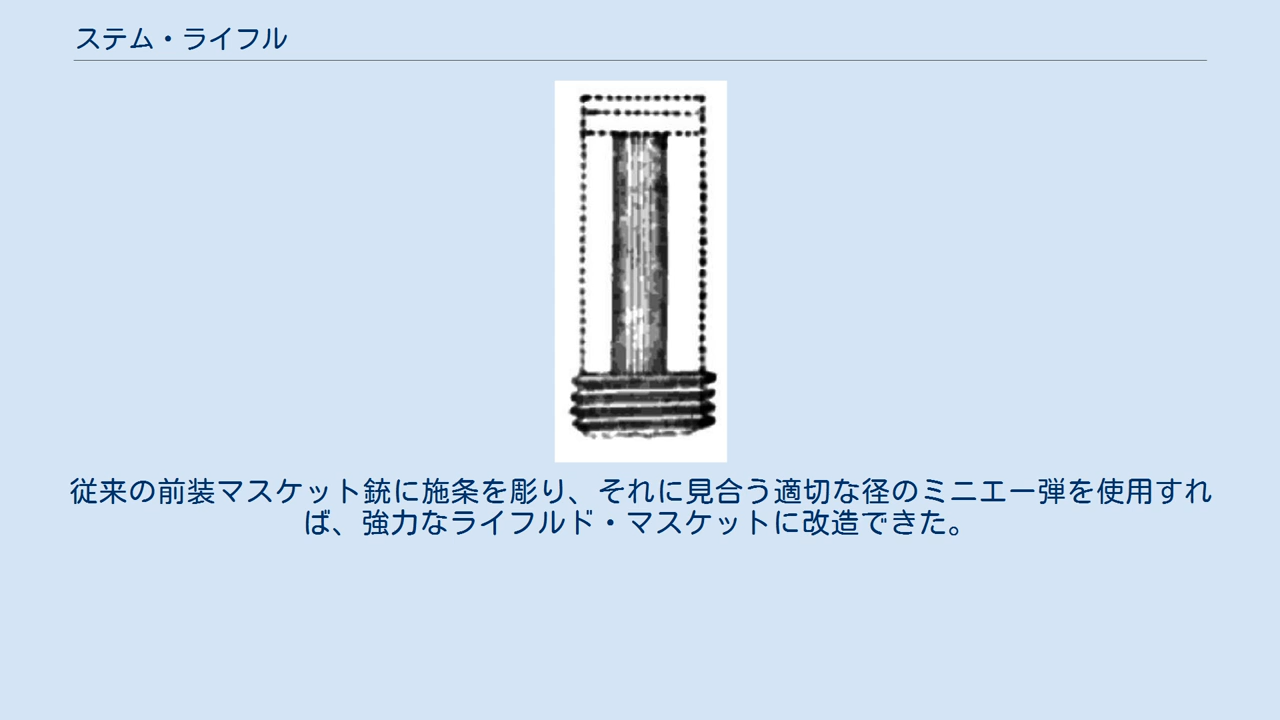 ステム・ライフル
従来の前装マスケット銃に施条を彫り、それに見合う適切な径のミニエー弾を使用すれ
ば、強力なライフルド・マスケットに改造できた。